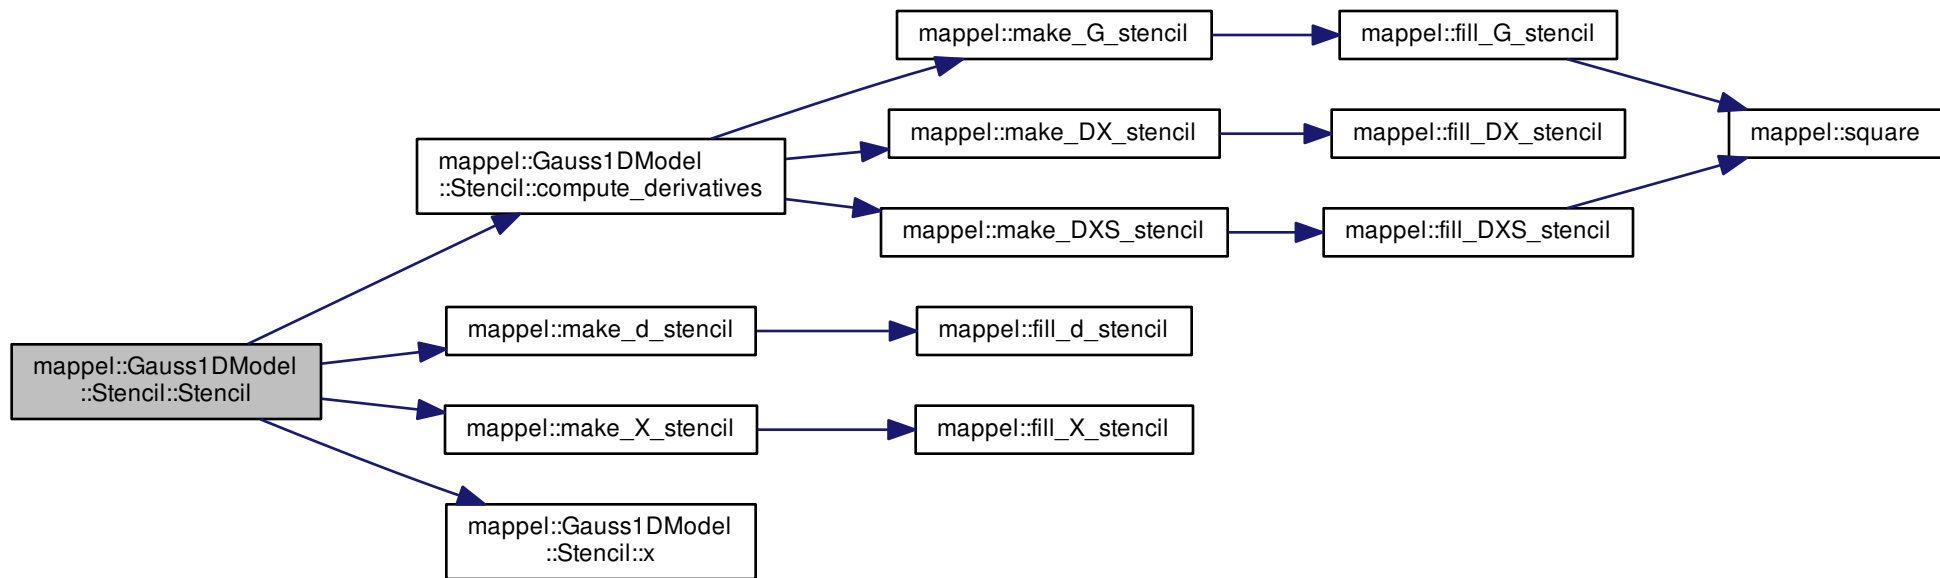 mappel::make_G_stencil
mappel::fill_G_stencil
mappel::make_DX_stencil
mappel::fill_DX_stencil
mappel::square
mappel::Gauss1DModel
::Stencil::compute_derivatives
mappel::make_DXS_stencil
mappel::fill_DXS_stencil
mappel::make_d_stencil
mappel::fill_d_stencil
mappel::Gauss1DModel
::Stencil::Stencil
mappel::make_X_stencil
mappel::fill_X_stencil
mappel::Gauss1DModel
::Stencil::x